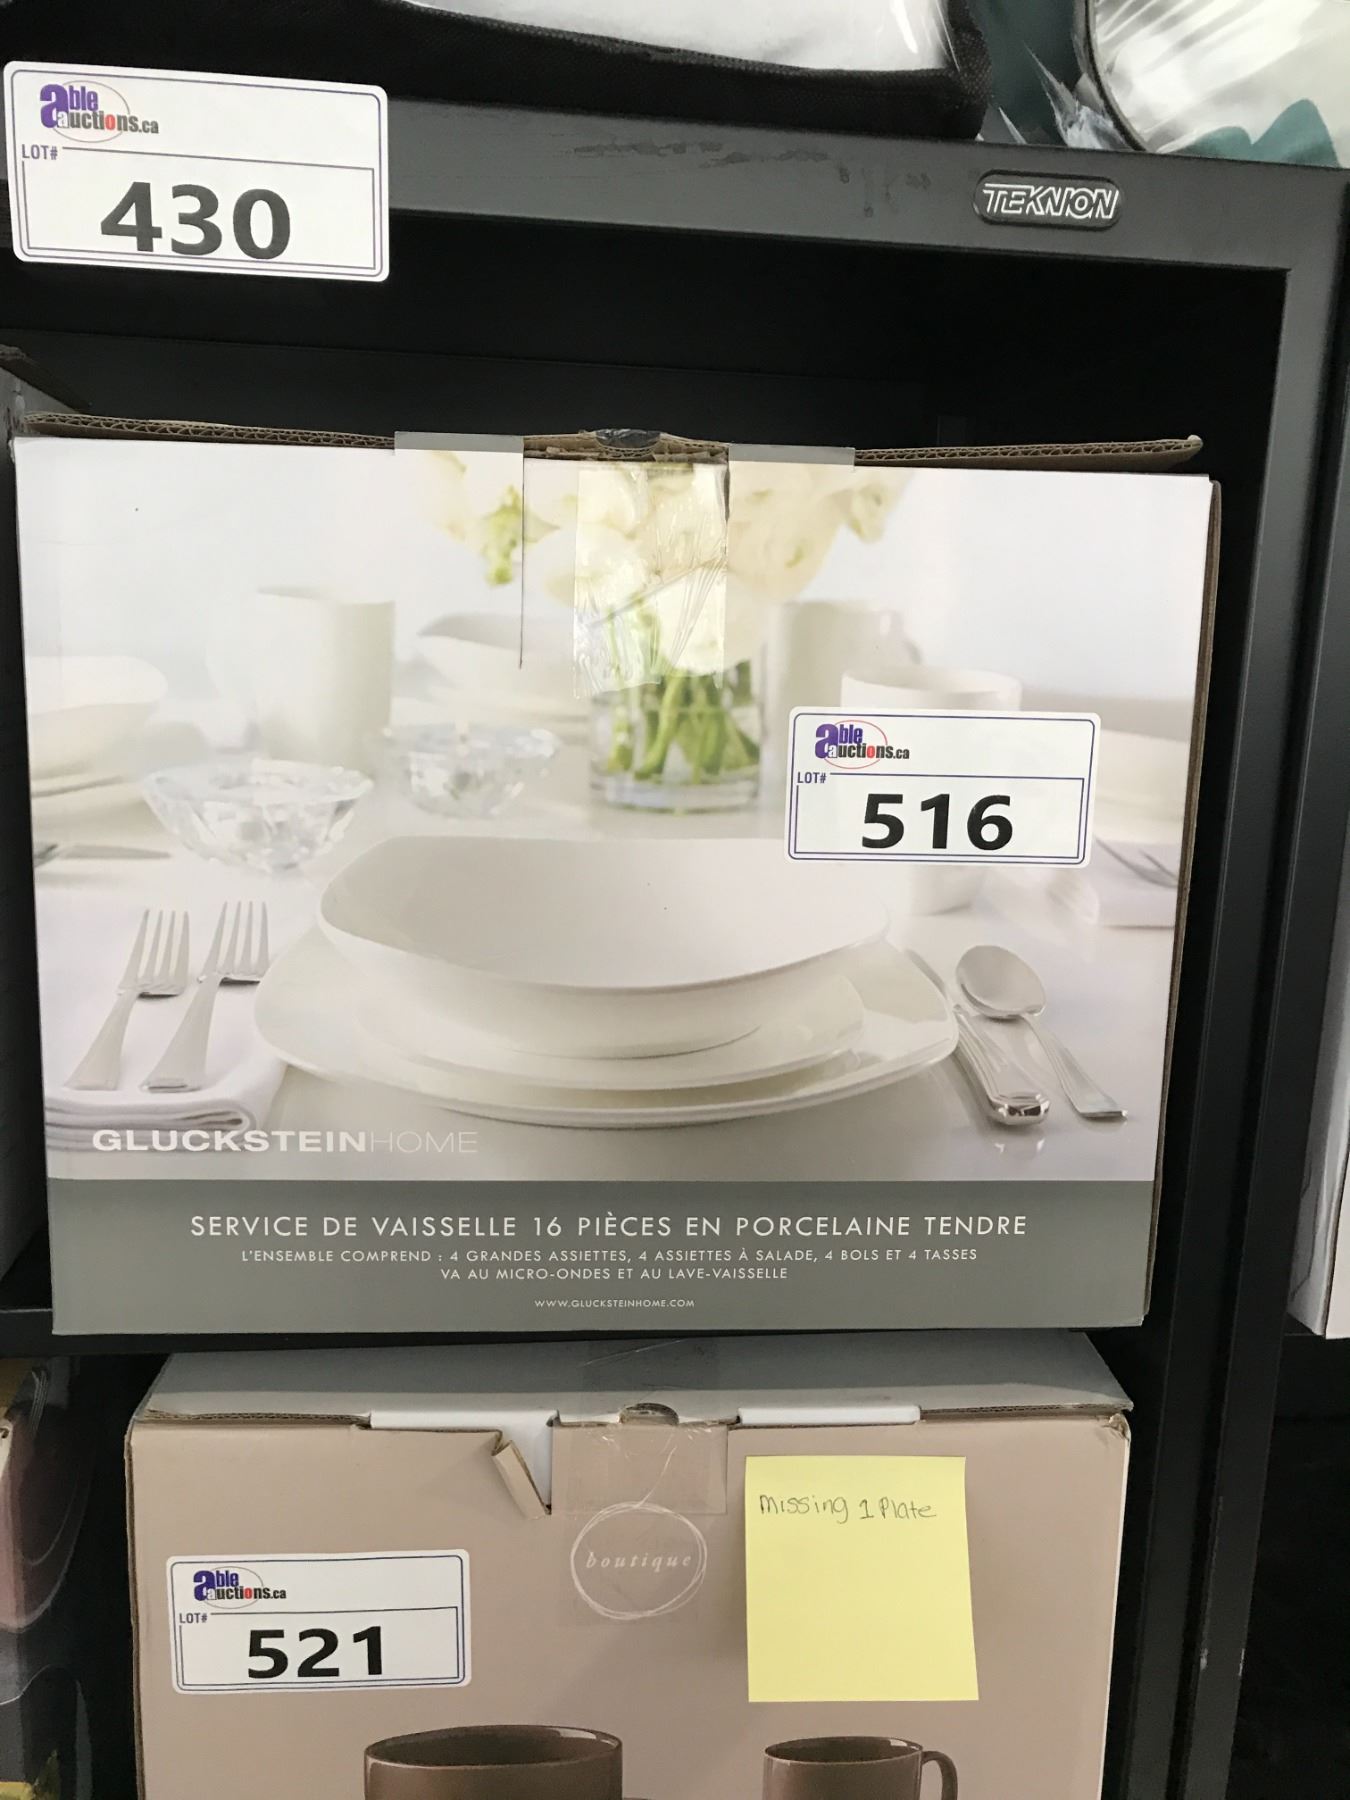 able
auctions.ca
LOT#
430
TEKNION
able
auctions.ca
LOT#
516
GLUCKSTEINHOME
SERVICE DE VAISSELLE 16 PIÈCES EN PORCELAINE TENDRE
L'ENSEMBLE COMPREND : 4 GRANDES ASSIETTES, 4 ASSIETTES À SALADE, 4 BOLS ET 4 TASSES
VA AU MICRO-ONDES ET AU LAVE-VAISSELLE
WWW.GLUCKSTEINHOME.COM
missing 1 Plate
boutique
able
auctions.ca
LOT#
521